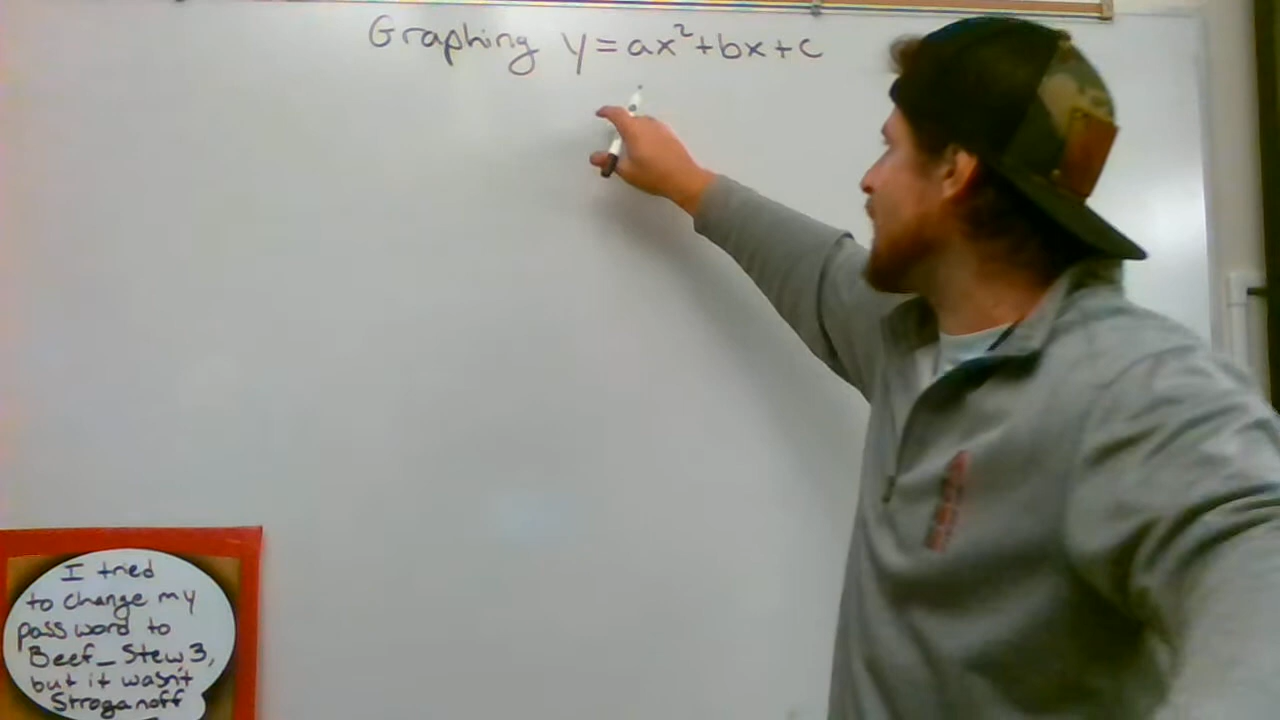 Graphing y=ax²+bx+c
I tried
to change my
password to
Beef_Stew3,
but it wasn't
Stroganoff